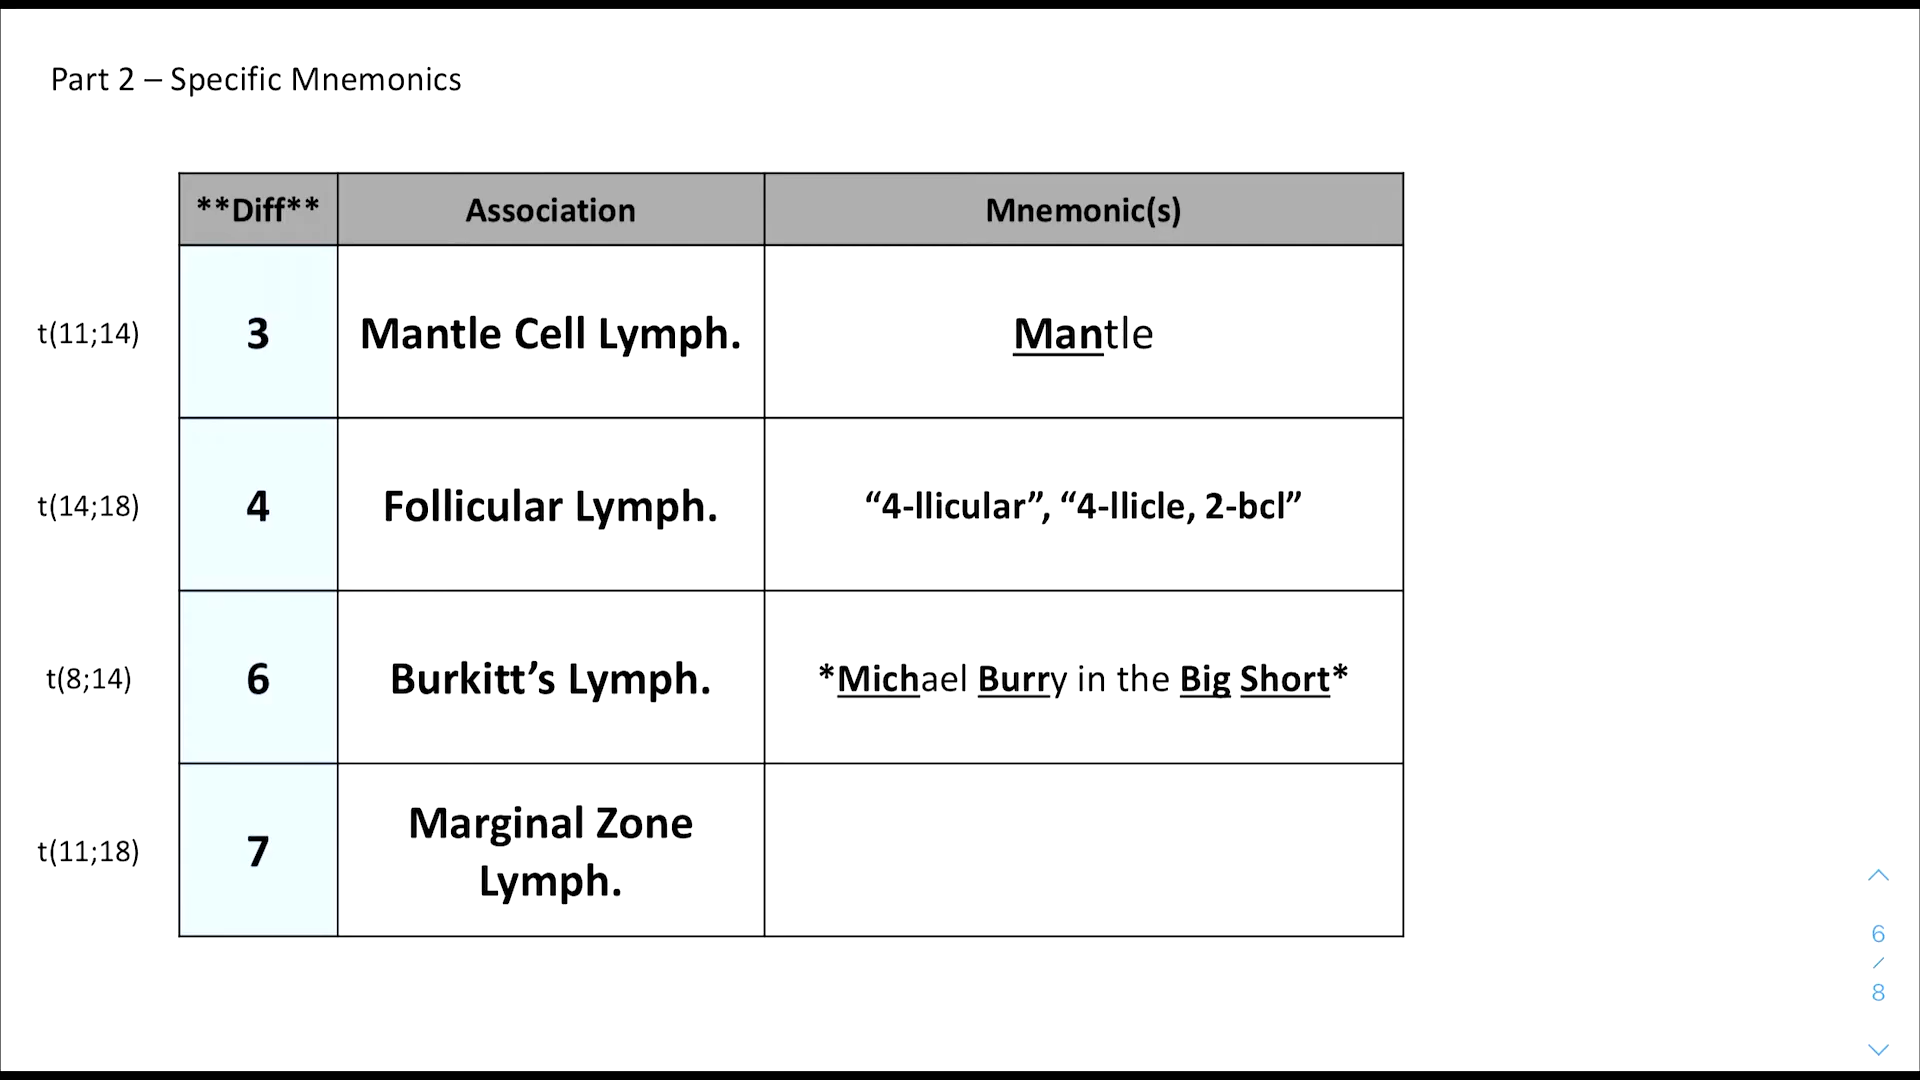 Part 2 – Specific Mnemonics
**Diff** Association Mnemonic(s)
t(11;14) 3 Mantle Cell Lymph. Mantle
t(14;18) 4 Follicular Lymph. “4-llicular”, “4-llicle, 2-bcl”
t(8;14) 6 Burkitt’s Lymph. *Michael Burry in the Big Short*
t(11;18) 7 Marginal Zone
Lymph.
6
/
8